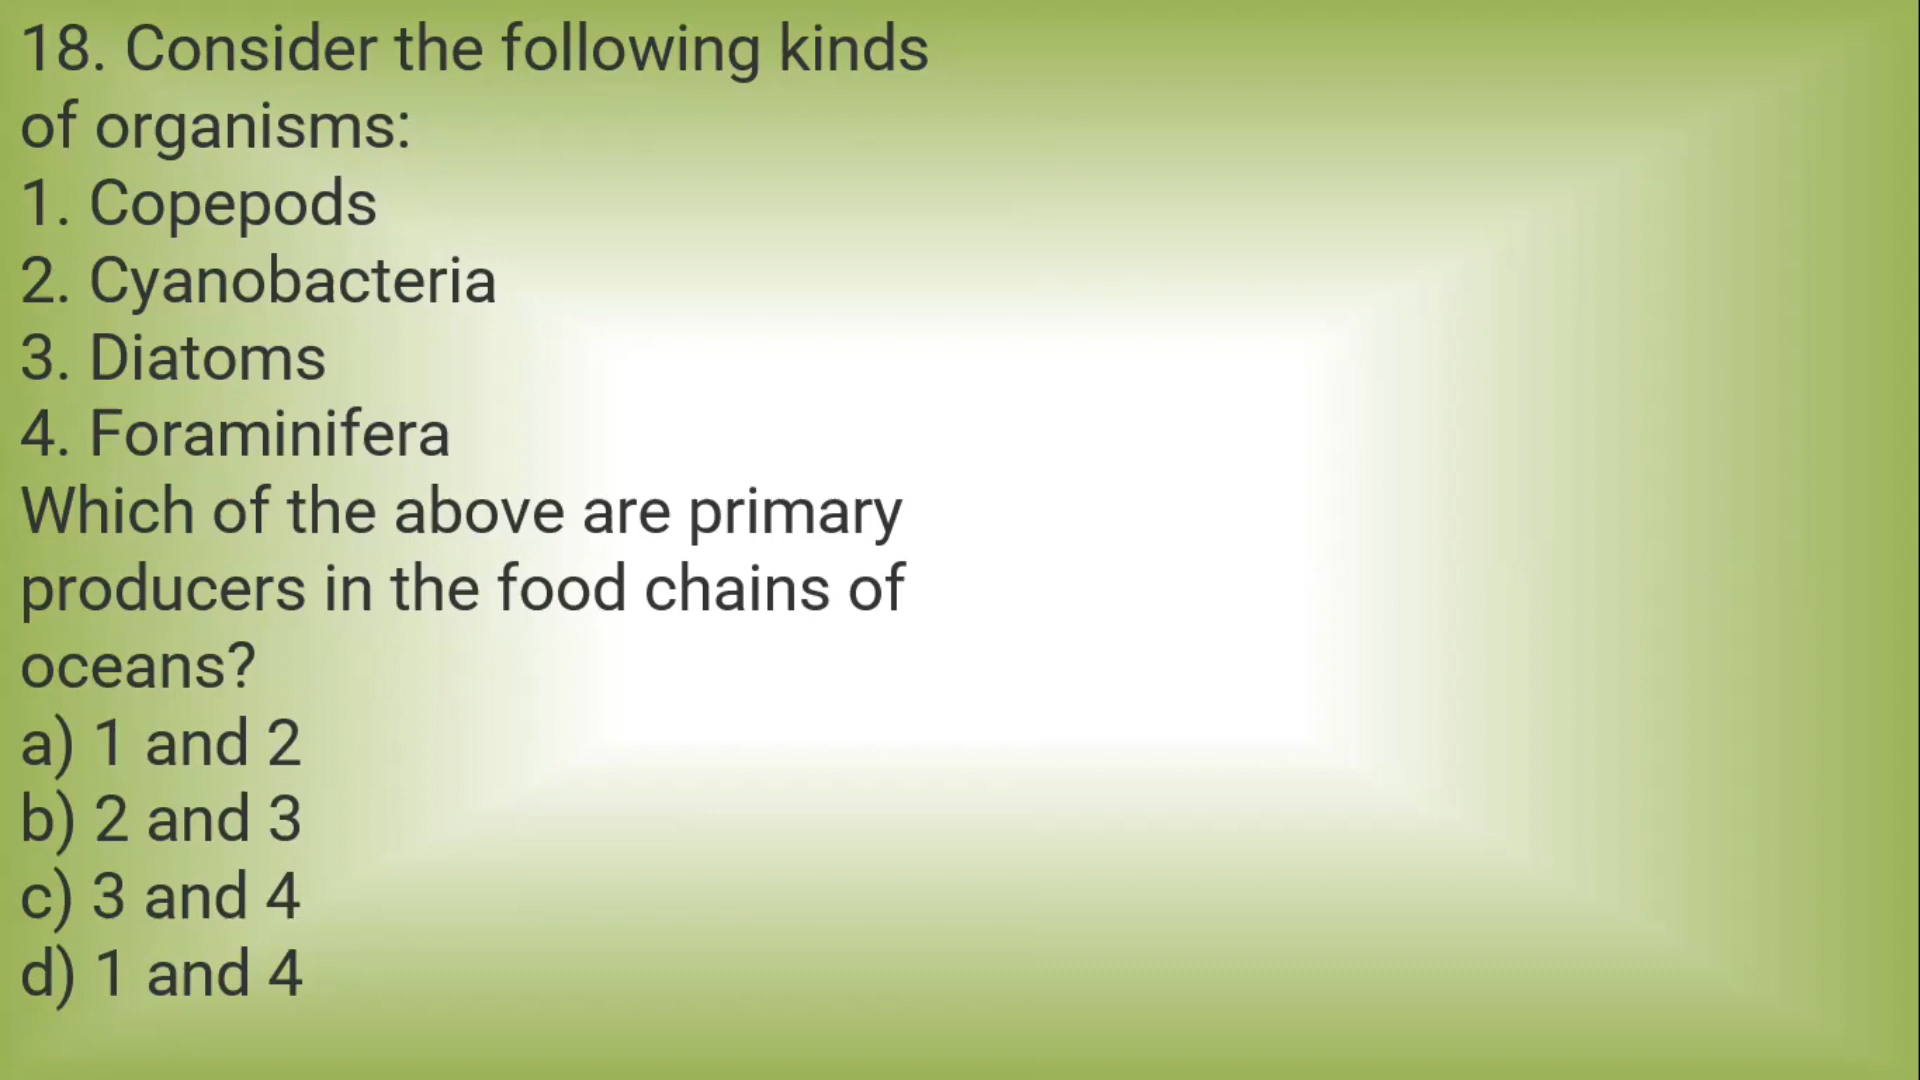 18. Consider the following kinds
of organisms:
1. Copepods
2. Cyanobacteria
3. Diatoms
4. Foraminifera
Which of the above are primary
producers in the food chains of
oceans?
a) 1 and 2
b) 2 and 3
c) 3 and 4
d) 1 and 4